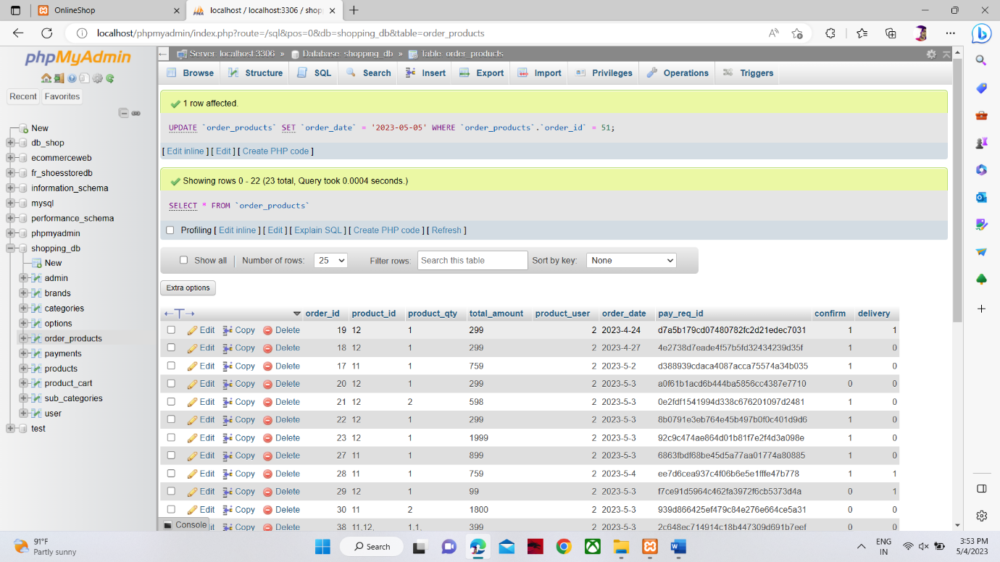 OnlineShop
localhost / localhost:3306 / shopp
localhost/phpmyadmin/index.php?route=/sql&pos=0&db=shopping_db&table=order_products
phpMyAdmin
Recent Favorites
New
db_shop
ecommerceweb
fr_shoesstoredb
information_schema
mysql
performance_schema
phpmyadmin
shopping_db
New
admin
brands
categories
options
order_products
payments
products
product_cart
sub_categories
user
test
Server: localhost:3306 » Database: shopping_db » Table: order_products
Browse Structure SQL Search Insert Export Import Privileges Operations Triggers
1 row affected.
UPDATE `order_products` SET `order_date` = '2023-05-05' WHERE `order_products`.`order_id` = 51;
[ Edit inline ] [ Edit ] [ Create PHP code ]
Showing rows 0 - 22 (23 total, Query took 0.0004 seconds.)
SELECT * FROM `order_products`
Profiling [ Edit inline ] [ Edit ] [ Explain SQL ] [ Create PHP code ] [ Refresh ]
Show all Number of rows: 25 Filter rows: Search this table Sort by key: None
Extra options
order_id product_id product_qty total_amount product_user order_date pay_req_id confirm delivery
Edit Copy Delete 19 12 1 299 2 2023-4-24 d7a5b179cd07480782fc2d21edec7031 1 1
Edit Copy Delete 18 12 1 299 2 2023-4-27 4e2738d7eade4f57b5fd32434239d35f 1 0
Edit Copy Delete 17 11 1 759 2 2023-5-2 d388939cdaca4087acca75574a34b035 1 0
Edit Copy Delete 20 12 1 299 2 2023-5-3 a0f61b1acd6b444ba5856cc4387e7710 0 0
Edit Copy Delete 21 12 2 598 2 2023-5-3 0e2fdf1541994d338c676201097d2481 1 0
Edit Copy Delete 22 12 1 299 2 2023-5-3 8b0791e3eb764e45b497b0f0c401d9d6 1 0
Edit Copy Delete 23 12 1 1999 2 2023-5-3 92c9c474ae864d01b81f7e2f4d3a098e 1 0
Edit Copy Delete 27 11 1 899 2 2023-5-3 6863fbdf68be45d5a77aa01774a80885 1 0
Edit Copy Delete 28 11 1 759 2 2023-5-4 ee7d6cea937c4f06b6e5e1fffe47b778 1 1
Edit Copy Delete 29 12 1 99 2 2023-5-3 f7ce91d5964c462fa3972f6cb5373d4a 0 1
Edit Copy Delete 30 11 2 1800 2 2023-5-3 939d866425ef479c84e276e664ce5a31 0 0
Edit Copy Delete 38 11,12, 1,1, 399 2 2023-5-3 2c648ec714914c18b447309d691b7eef 0 0
Console
91°F
Partly sunny
Search
ENG
IN
3:53 PM
5/4/2023